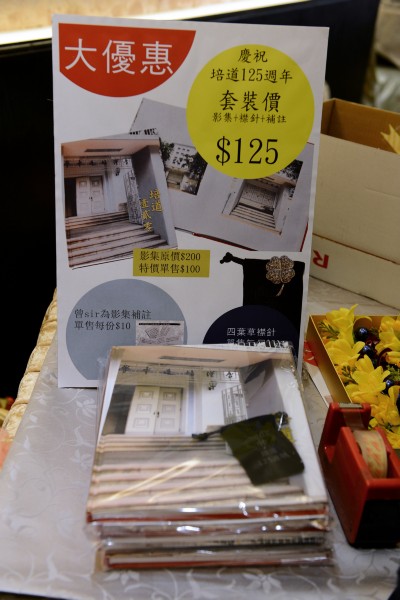 大優惠
慶祝
培道125週年
套裝價
影集+襟針+補註
$125
培道
影集原價$200
特價單售$100
曾sir為影集補註
單售每份$10
四葉草襟針